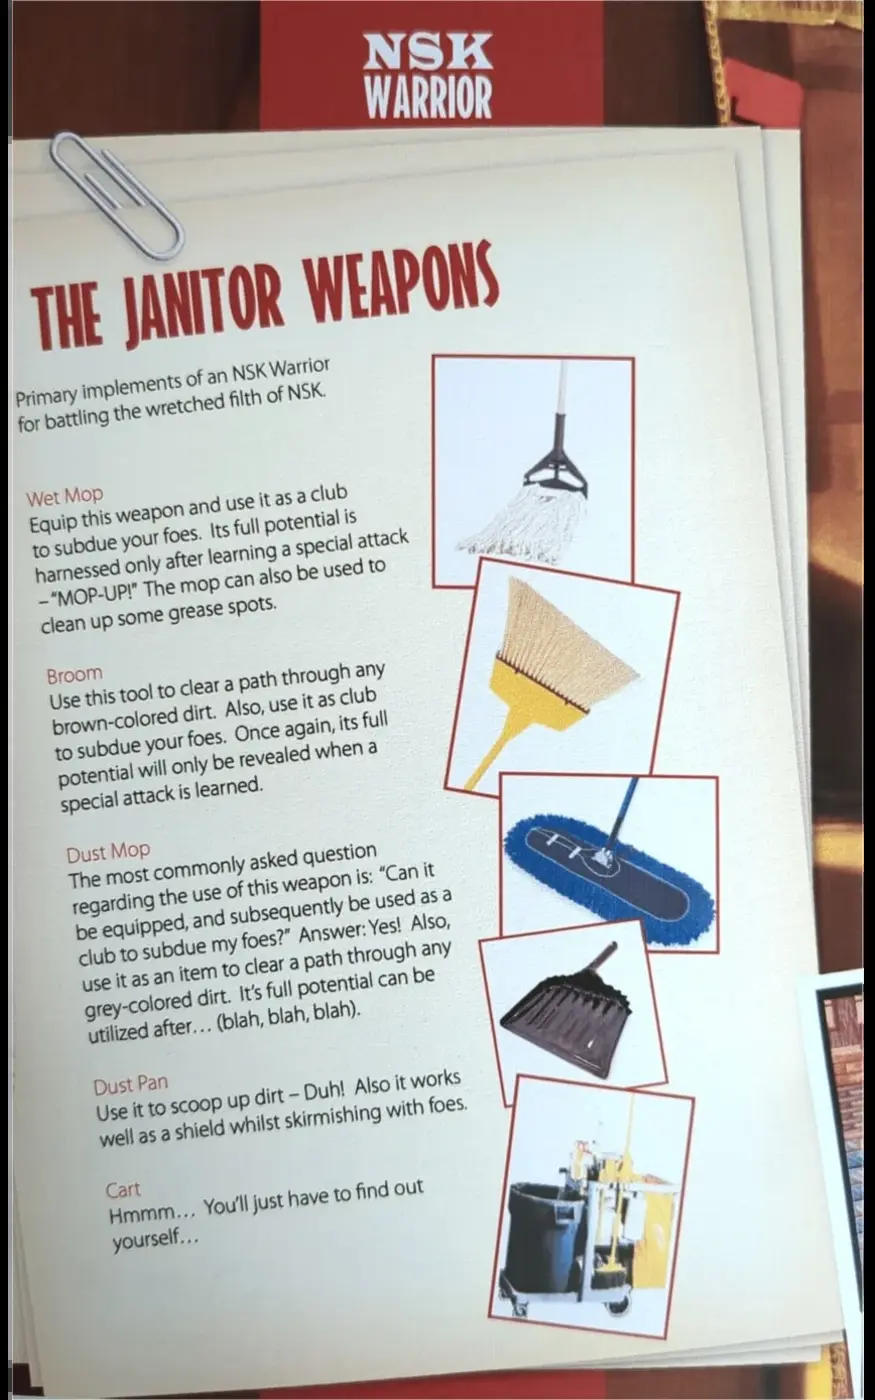 NSK
WARRIOR
THE JANITOR WEAPONS
Primary implements of an NSK Warrior
for battling the wretched filth of NSK.
Wet Mop
Equip this weapon and use it as a club
to subdue your foes. Its full potential is
harnessed only after learning a special attack
– “MOP-UP!” The mop can also be used to
clean up some grease spots.
Broom
Use this tool to clear a path through any
brown-colored dirt. Also, use it as club
to subdue your foes. Once again, its full
potential will only be revealed when a
special attack is learned.
Dust Mop
The most commonly asked question
regarding the use of this weapon is: “Can it
be equipped, and subsequently be used as a
club to subdue my foes?” Answer: Yes! Also,
use it as an item to clear a path through any
grey-colored dirt. It’s full potential can be
utilized after… (blah, blah, blah).
Dust Pan
Use it to scoop up dirt – Duh! Also it works
well as a shield whilst skirmishing with foes.
Cart
Hmmm… You’ll just have to find out
yourself…